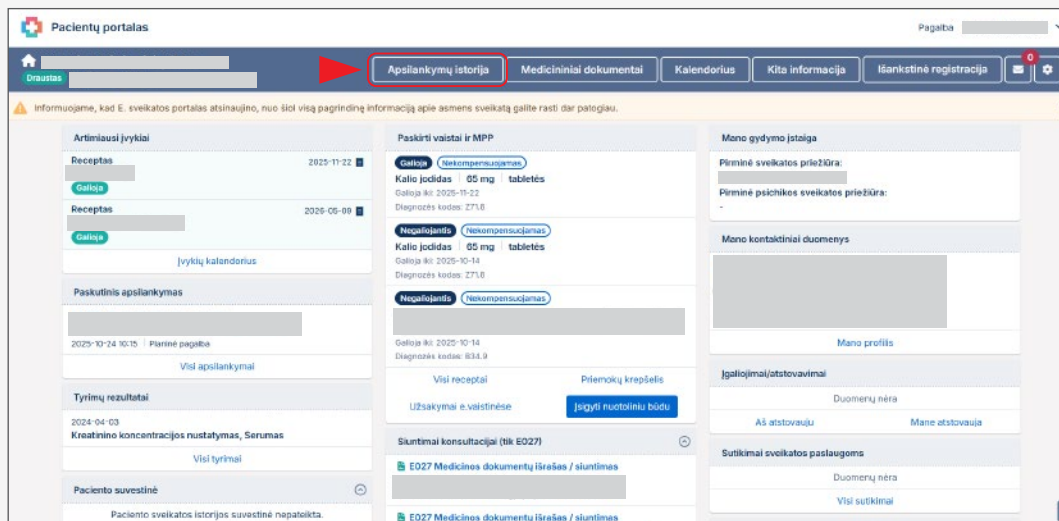 Pacientų portalas
Pagalba
Draustas
Apsilankymų istorija
Medicininiai dokumentai
Kalendorius
Kita informacija
Išankstinė registracija
0
Informuojame, kad E. sveikatos portalas atsinaujino, nuo šiol visą pagrindinę informaciją apie asmens sveikatą galite rasti dar patogiau.
Artimiausi įvykiai
Receptas 2025-11-22
Galioja
Receptas 2026-05-09
Galioja
Įvykių kalendorius
Paskutinis apsilankymas
2025-10-24 10:15 Planinė pagalba
Visi apsilankymai
Tyrimų rezultatai
2024-04-03
Kreatinino koncentracijos nustatymas, Serumas
Visi tyrimai
Paciento suvestinė
Paciento sveikatos istorijos suvestinė nepateikta.
Paskirti vaistai ir MPP
Galioja Nekompensuojamas
Kalio jodidas 65 mg tabletės
Galioja iki: 2025-11-22
Diagnozės kodas: Z71.8
Negaliojantis Nekompensuojamas
Kalio jodidas 65 mg tabletės
Galioja iki: 2025-10-14
Diagnozės kodas: Z71.8
Negaliojantis Nekompensuojamas
Galioja iki: 2025-10-14
Diagnozės kodas: B34.9
Visi receptai Priemokų krepšelis
Užsakymai e.vaistinėse Įsigyti nuotoliniu būdu
Siuntimai konsultacijai (tik E027)
E027 Medicinos dokumentų išrašas / siuntimas
E027 Medicinos dokumentų išrašas / siuntimas
Mano gydymo įstaiga
Pirminė sveikatos priežiūra:
Pirminė psichikos sveikatos priežiūra:
-
Mano kontaktiniai duomenys
Mano profilis
Įgaliojimai/atstovavimai
Duomenų nėra
Aš atstovauju Mane atstovauja
Sutikimai sveikatos paslaugoms
Duomenų nėra
Visi sutikimai